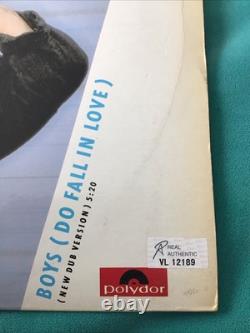 BOYS ( DO FALL IN LOVE )
( NEW DUB VERSION ) 5:20
REAL
AUTHENTIC
VL 12189
polydor